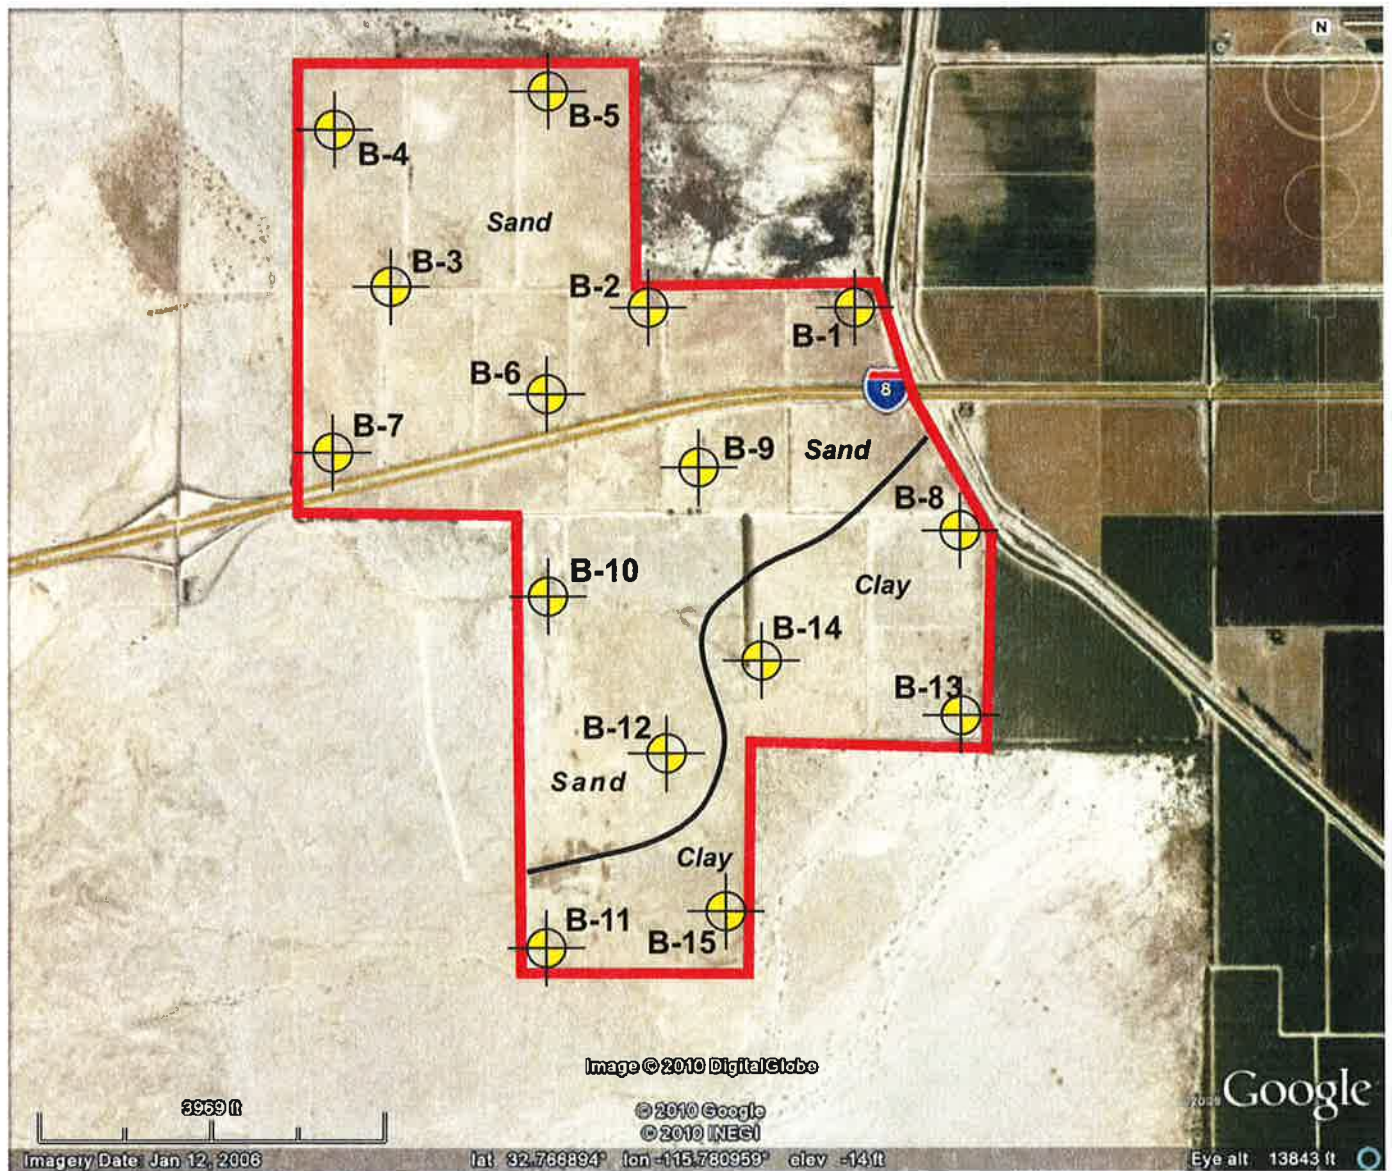 N
B-5
B-4
Sand
B-3
B-2
B-1
B-6
8
B-7
Sand
B-9
B-8
B-10
Clay
B-14
B-13
B-12
Sand
Clay
B-11
B-15
Image © 2010 DigitalGlobe
3969 ft
© 2010 Google
© 2010 INEGI
©2009 Google
Imagery Date: Jan 12, 2006
lat 32.766894° lon -115.780959° elev -14 ft
Eye alt 13843 ft